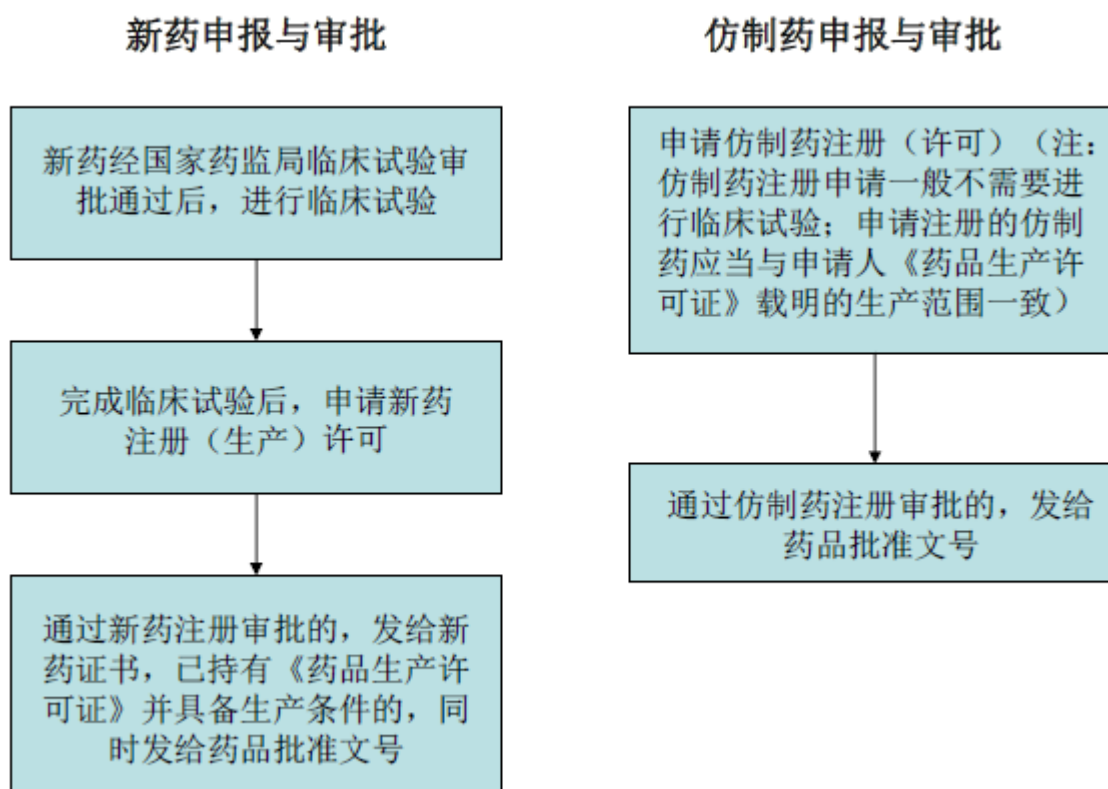 新药申报与审批
新药经国家药监局临床试验审
批通过后，进行临床试验
完成临床试验后，申请新药
注册（生产）许可
通过新药注册审批的，发给新
药证书，已持有《药品生产许
可证》并具备生产条件的，同
时发给药品批准文号
仿制药申报与审批
申请仿制药注册（许可）（注：
仿制药注册申请一般不需要进
行临床试验；申请注册的仿制
药应当与申请人《药品生产许
可证》载明的生产范围一致）
通过仿制药注册审批的，发给
药品批准文号